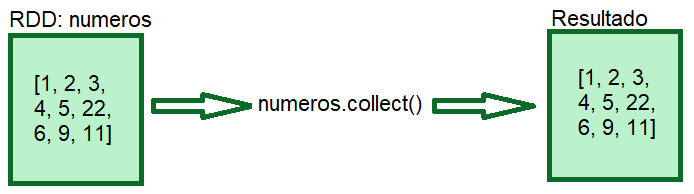 RDD: numeros
[1, 2, 3,
4, 5, 22,
6, 9, 11]
numeros.collect()
Resultado
[1, 2, 3,
4, 5, 22,
6, 9, 11]